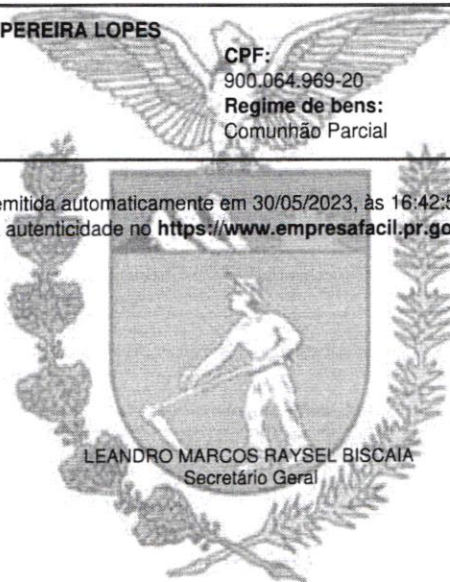 PEREIRA LOPES
CPF:
900.064.969-20
Regime de bens:
Comunhão Parcial
emitida automaticamente em 30/05/2023, às 16:42:5
autenticidade no https://www.empresafacil.pr.go
LEANDRO MARCOS RAYSEL BISCAIA
Secretário Geral